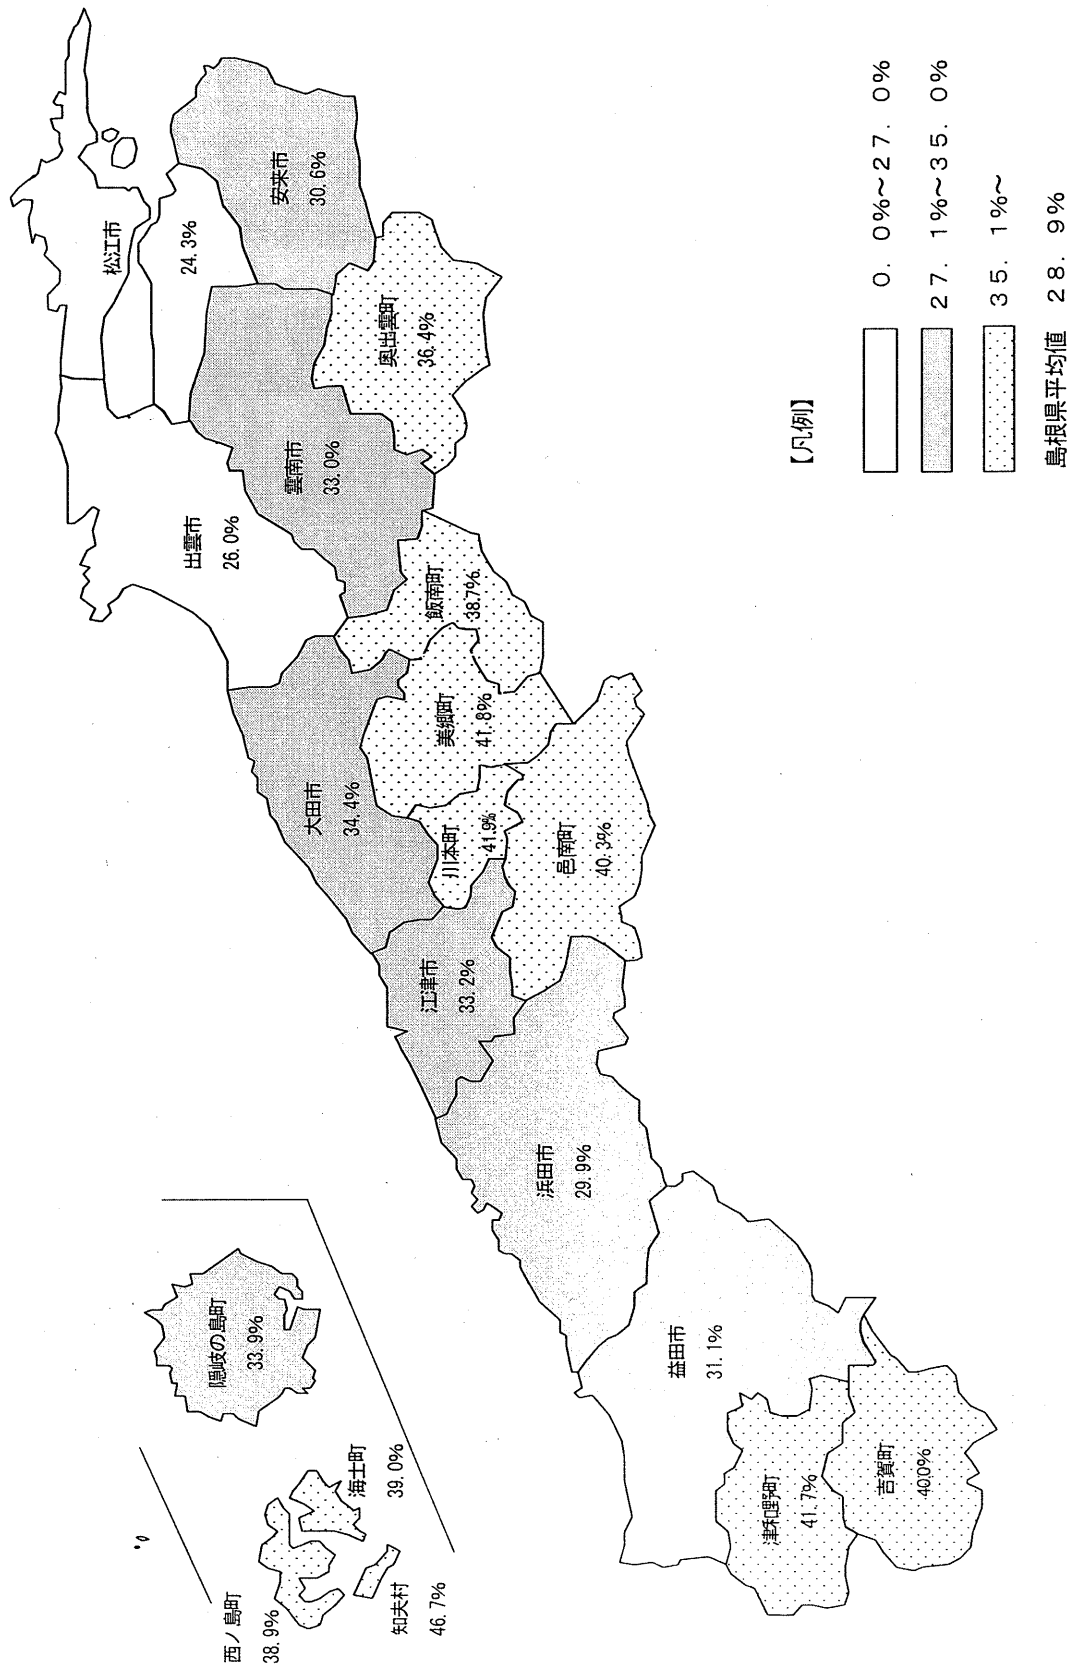 西ノ島町
38.9%
知夫村
46.7%
海士町
39.0%
隠岐の島町
33.9%
松江市
24.3%
安来市
30.6%
出雲市
26.0%
雲南市
33.0%
奥出雲町
36.4%
飯南町
38.7%
大田市
34.4%
美郷町
41.8%
川本町
41.9%
邑南町
40.3%
江津市
33.2%
浜田市
29.9%
益田市
31.1%
津和野町
41.7%
吉賀町
40.0%
【凡例】
0.0%~27.0%
27.1%~35.0%
35.1%~
島根県平均値 28.9%